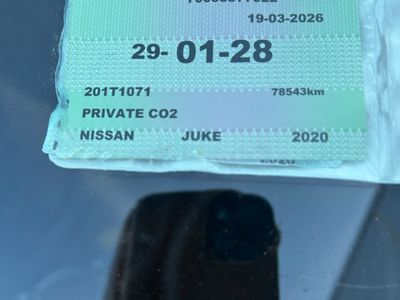 19-03-2026
29-01-28
201T1071 78543km
PRIVATE CO2
NISSAN JUKE 2020